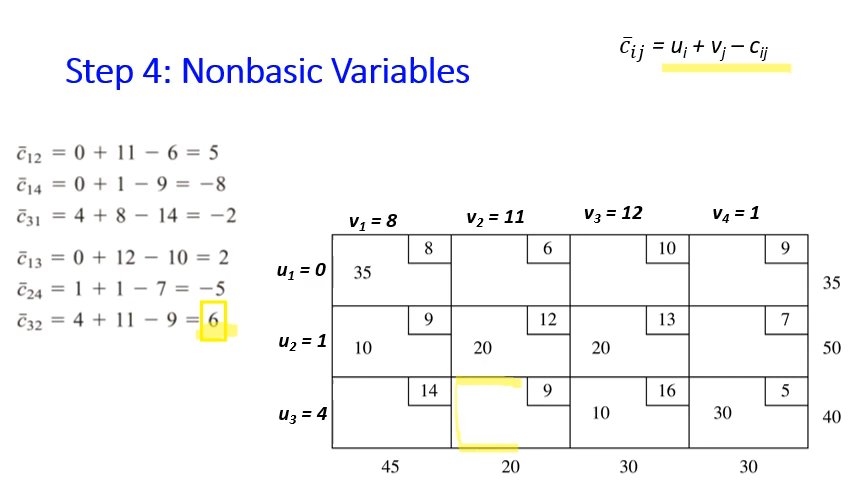 c̄ij = ui + vj – cij
Step 4: Nonbasic Variables
c̄12 = 0 + 11 − 6 = 5
c̄14 = 0 + 1 − 9 = −8
c̄31 = 4 + 8 − 14 = −2
c̄13 = 0 + 12 − 10 = 2
c̄24 = 1 + 1 − 7 = −5
c̄32 = 4 + 11 − 9 = 6
v1 = 8 v2 = 11 v3 = 12 v4 = 1
8 6 10 9
u1 = 0 35 35
9 12 13 7
u2 = 1 10 20 20 50
14 9 16 5
u3 = 4 10 30 40
45 20 30 30